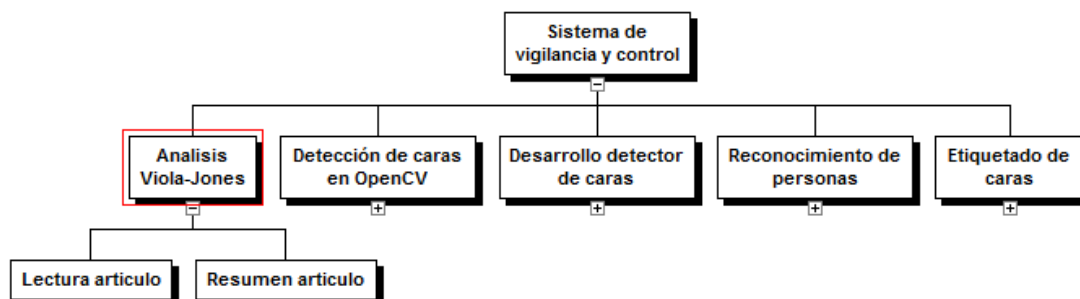 Sistema de
vigilancia y control
Analisis
Viola-Jones
Detección de caras
en OpenCV
Desarrollo detector
de caras
Reconocimiento de
personas
Etiquetado de
caras
Lectura articulo
Resumen articulo